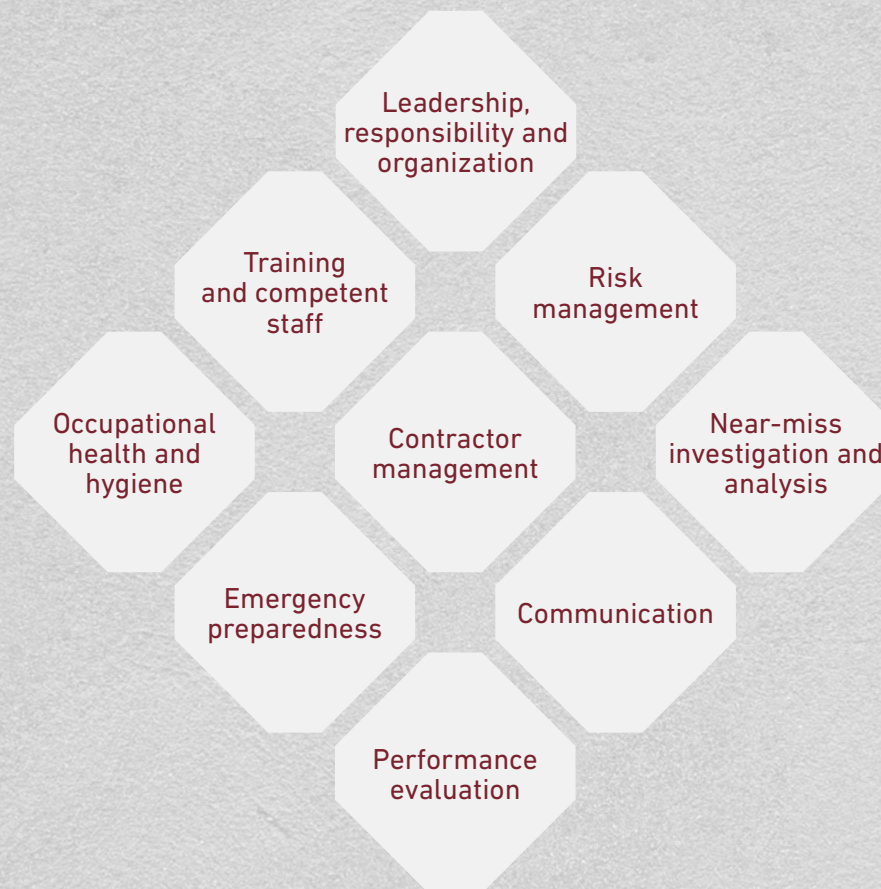 Leadership,
responsibility and
organization
Training
and competent
staff
Risk
management
Occupational
health and
hygiene
Contractor
management
Near-miss
investigation and
analysis
Emergency
preparedness
Communication
Performance
evaluation